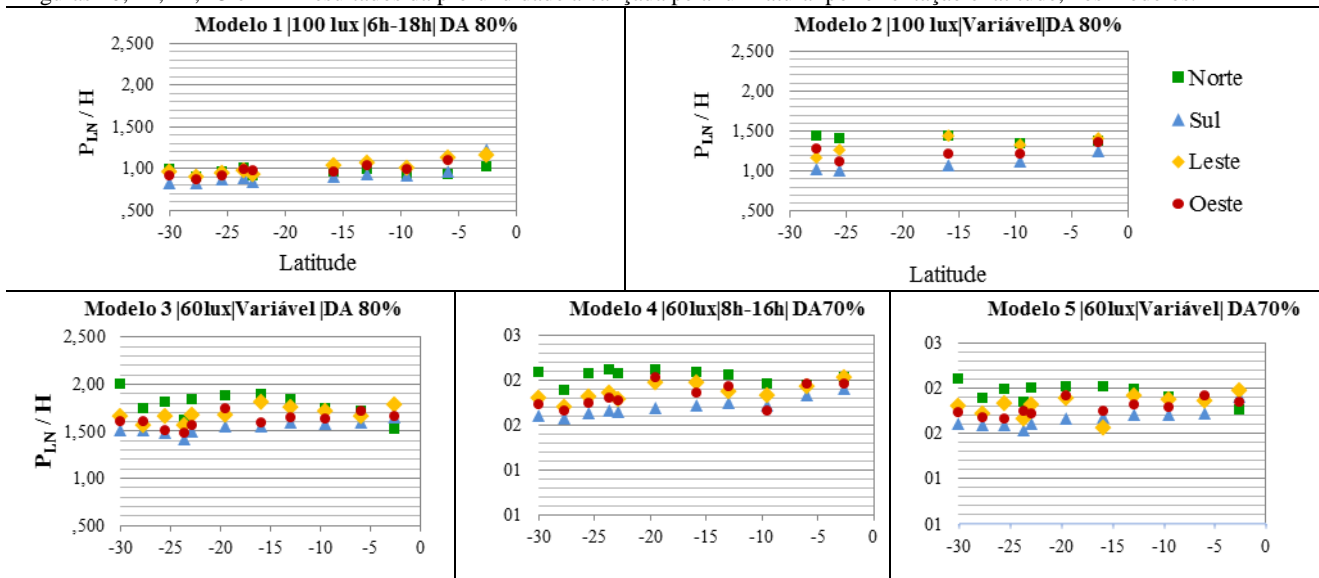 Modelo 1 |100 lux |6h-18h| DA 80%
2,500
2,00
1,500
1,00
,500
P LN / H
-30 -25 -20 -15 -10 -5 0
Latitude
Modelo 2 |100 lux|Variável|DA 80%
2,500
2,00
1,500
1,00
,500
P LN / H
-30 -25 -20 -15 -10 -5 0
Latitude
Norte
Sul
Leste
Oeste
Modelo 3 |60lux|Variável |DA 80%
2,500
2,00
1,500
1,00
,500
P LN / H
-30 -25 -20 -15 -10 -5 0
Modelo 4 |60lux|8h-16h| DA70%
03
02
02
01
01
-30 -25 -20 -15 -10 -5 0
Modelo 5 |60lux|Variável| DA70%
03
02
02
01
01
-30 -25 -20 -15 -10 -5 0